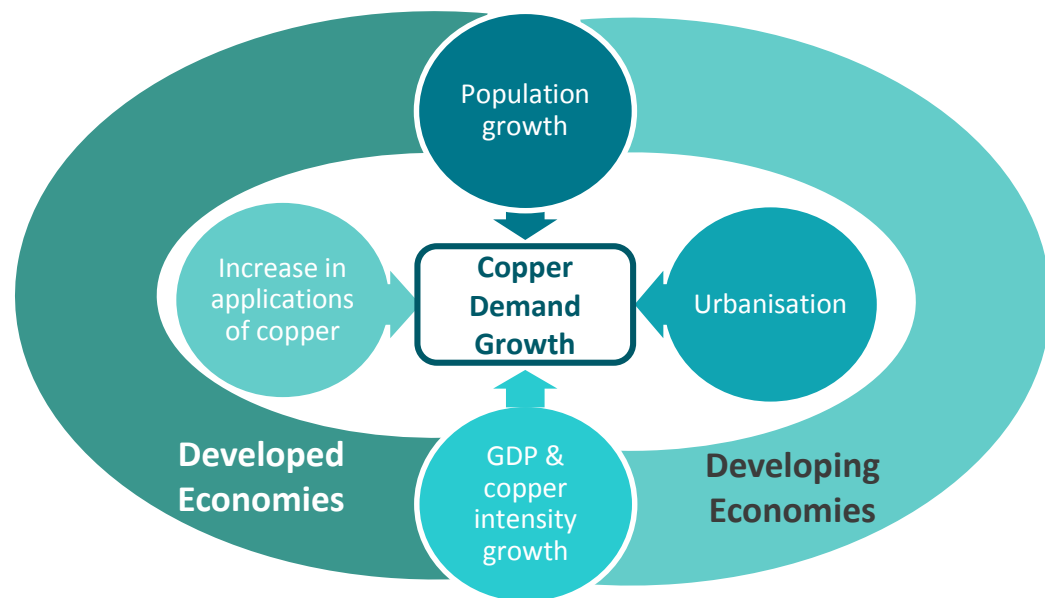 Population
growth
Increase in
applications
of copper
Copper
Demand
Growth
Urbanisation
Developed
Economies
GDP &
copper
intensity
growth
Developing
Economies